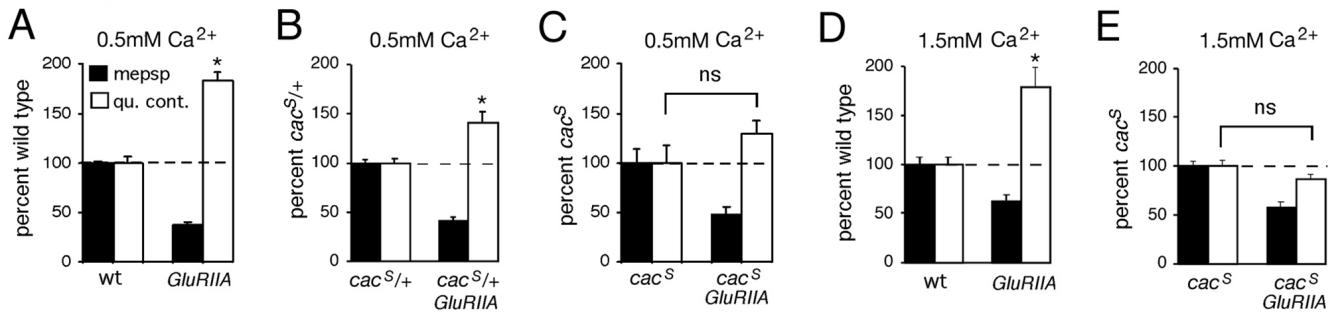 A
0.5mM Ca2+
percent wild type
200
150
100
50
0
mepsp
qu. cont.
*
wt
GluRIIA
B
0.5mM Ca2+
percent cacS/+
200
150
100
50
0
*
cacS/+
cacS/+
GluRIIA
C
0.5mM Ca2+
percent cacS
200
150
100
50
0
ns
cacS
cacS
GluRIIA
D
1.5mM Ca2+
percent wild type
200
150
100
50
0
*
wt
GluRIIA
E
1.5mM Ca2+
percent cacS
200
150
100
50
0
ns
cacS
cacS
GluRIIA